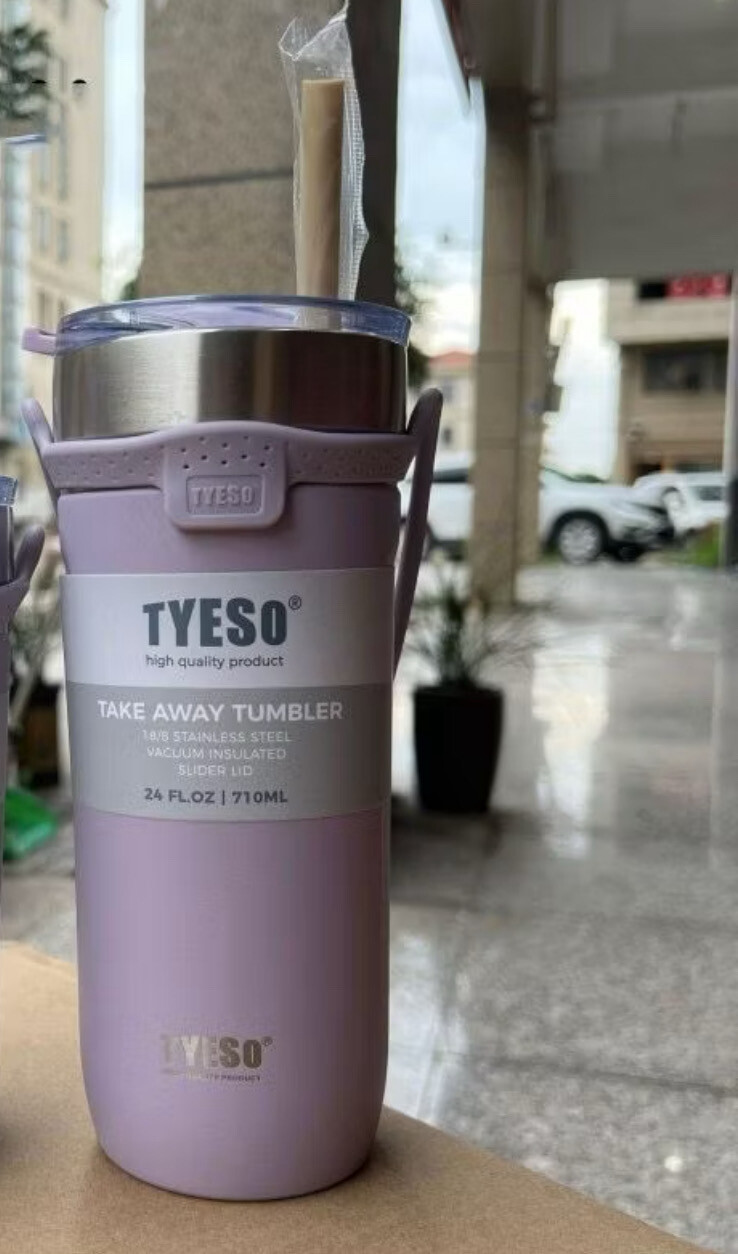 TYESO
TYESO®
high quality product
TAKE AWAY TUMBLER
18/8 STAINLESS STEEL
VACUUM INSULATED
SLIDER LID
24 FL.OZ | 710ML
TYESO®
PRODUCT